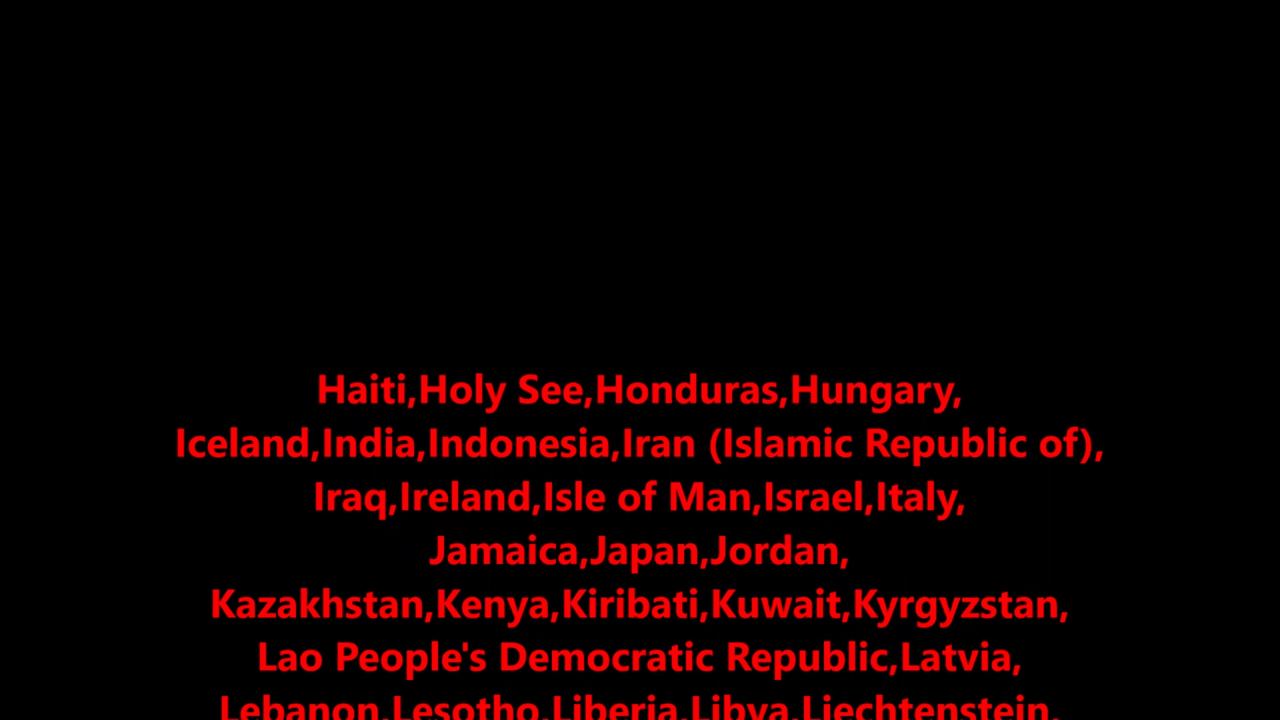 Haiti,Holy See,Honduras,Hungary,
Iceland,India,Indonesia,Iran (Islamic Republic of),
Iraq,Ireland,Isle of Man,Israel,Italy,
Jamaica,Japan,Jordan,
Kazakhstan,Kenya,Kiribati,Kuwait,Kyrgyzstan,
Lao People's Democratic Republic,Latvia,
Lebanon,Lesotho,Liberia,Libya,Liechtenstein,